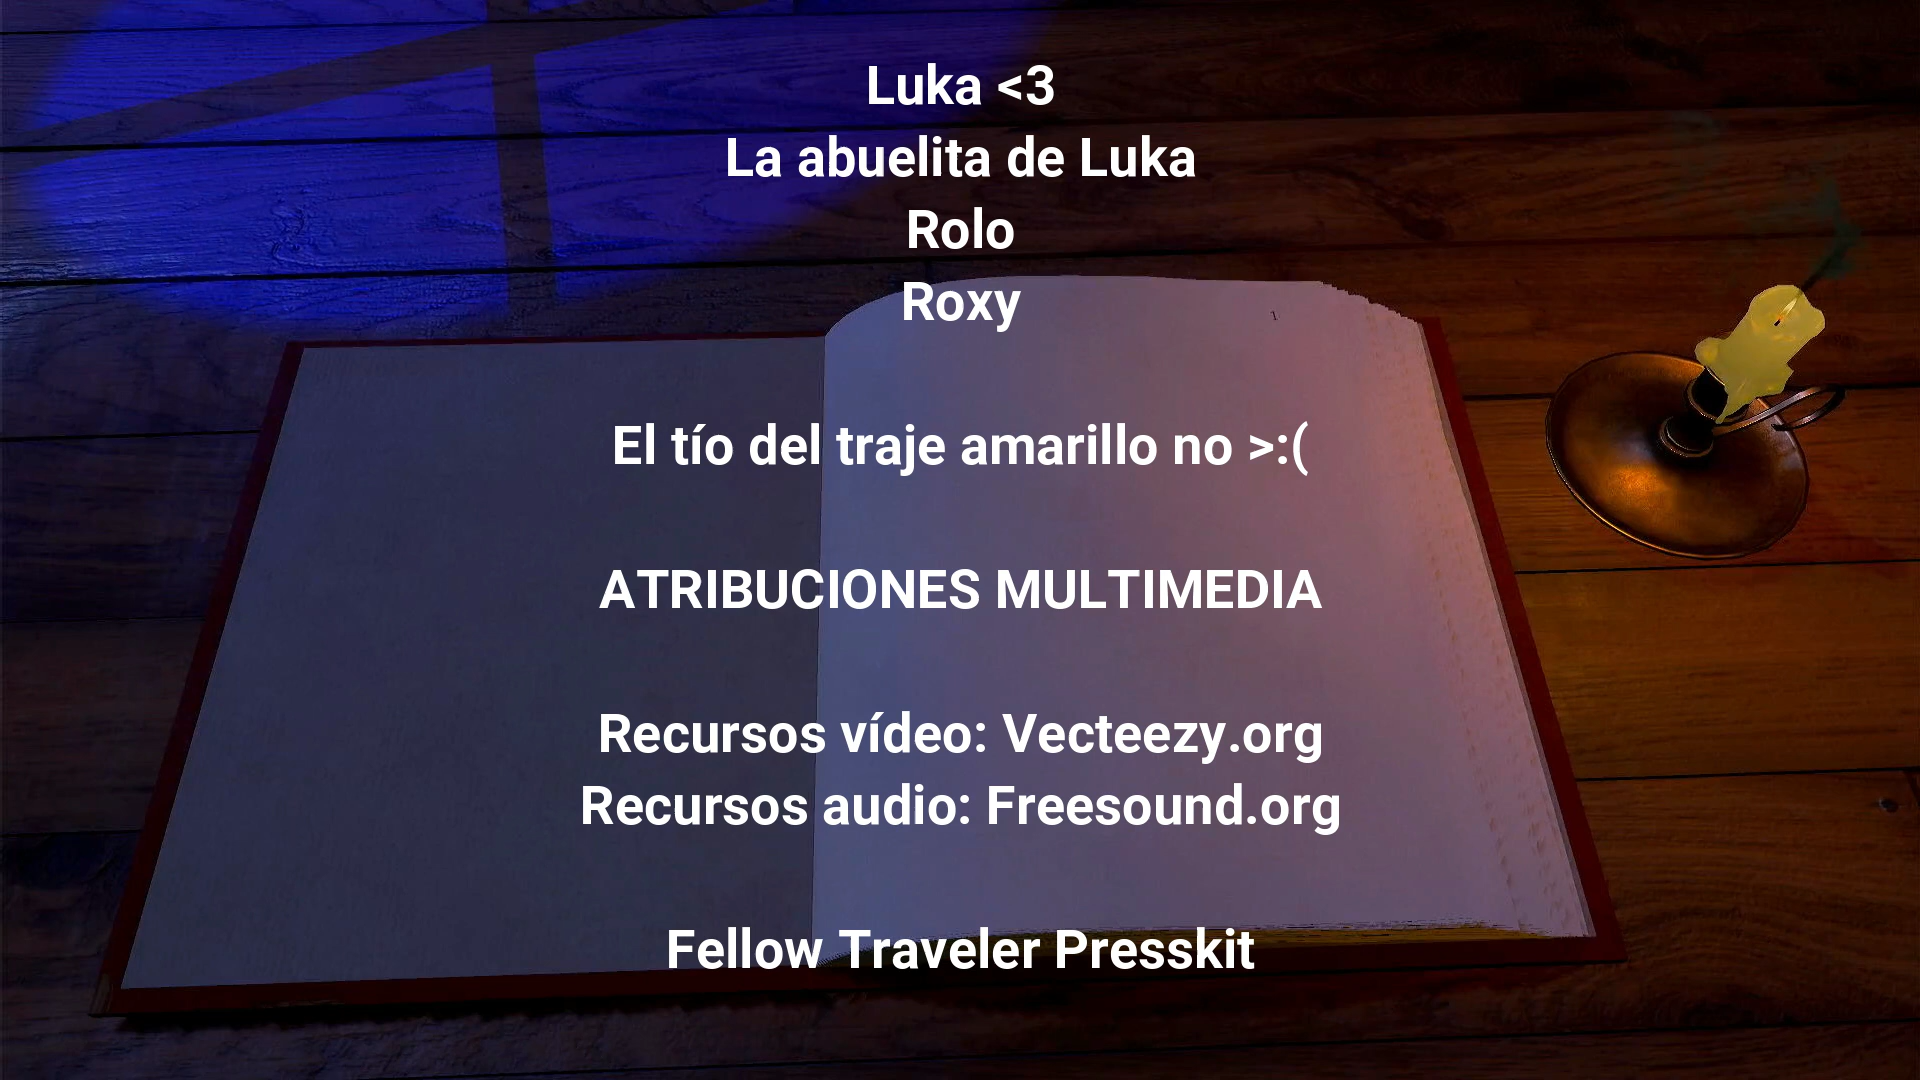 Luka <3
La abuelita de Luka
Rolo
Roxy
1
El tío del traje amarillo no >:(
ATRIBUCIONES MULTIMEDIA
Recursos vídeo: Vecteezy.org
Recursos audio: Freesound.org
Fellow Traveler Presskit